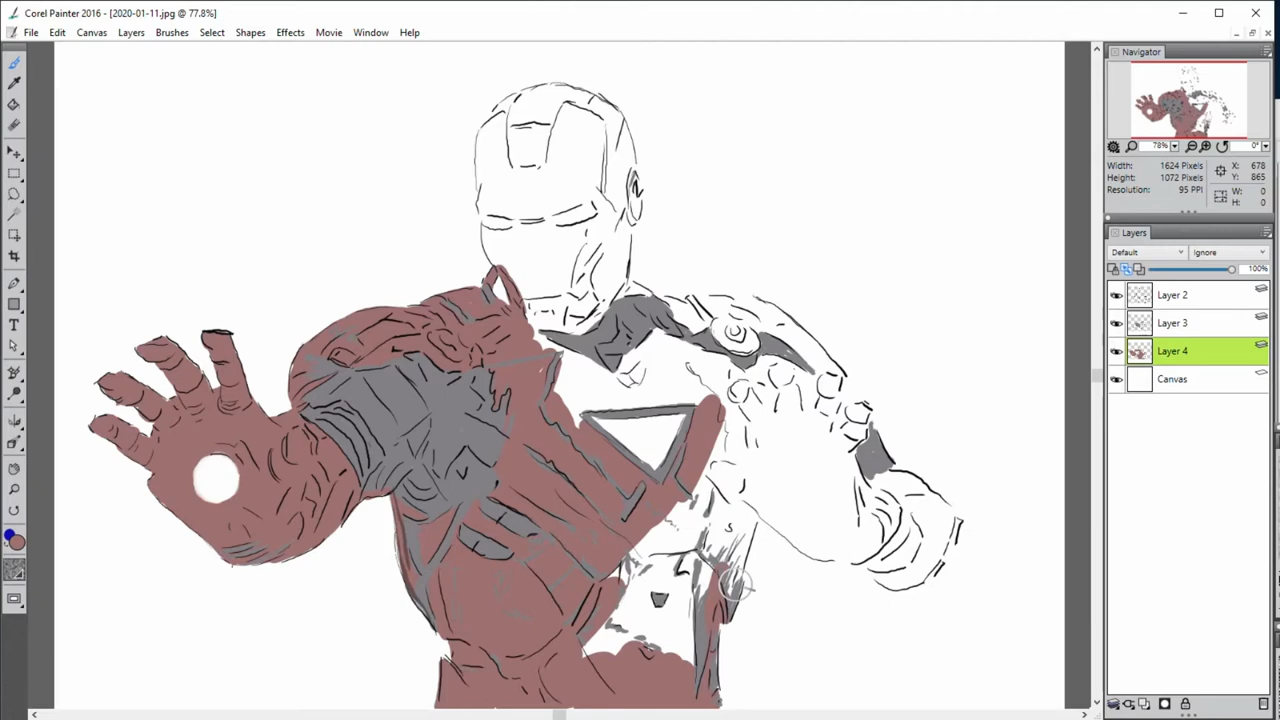 Corel Painter 2016 - [2020-01-11.jpg @ 77.8%]
File Edit Canvas Layers Brushes Select Shapes Effects Movie Window Help
Navigator
78% 0°
Width: 1624 Pixels X: 678
Height: 1072 Pixels Y: 865
Resolution: 95 PPI W: 0
H: 0
Layers
Default Ignore
100%
Layer 2
Layer 3
Layer 4
Canvas